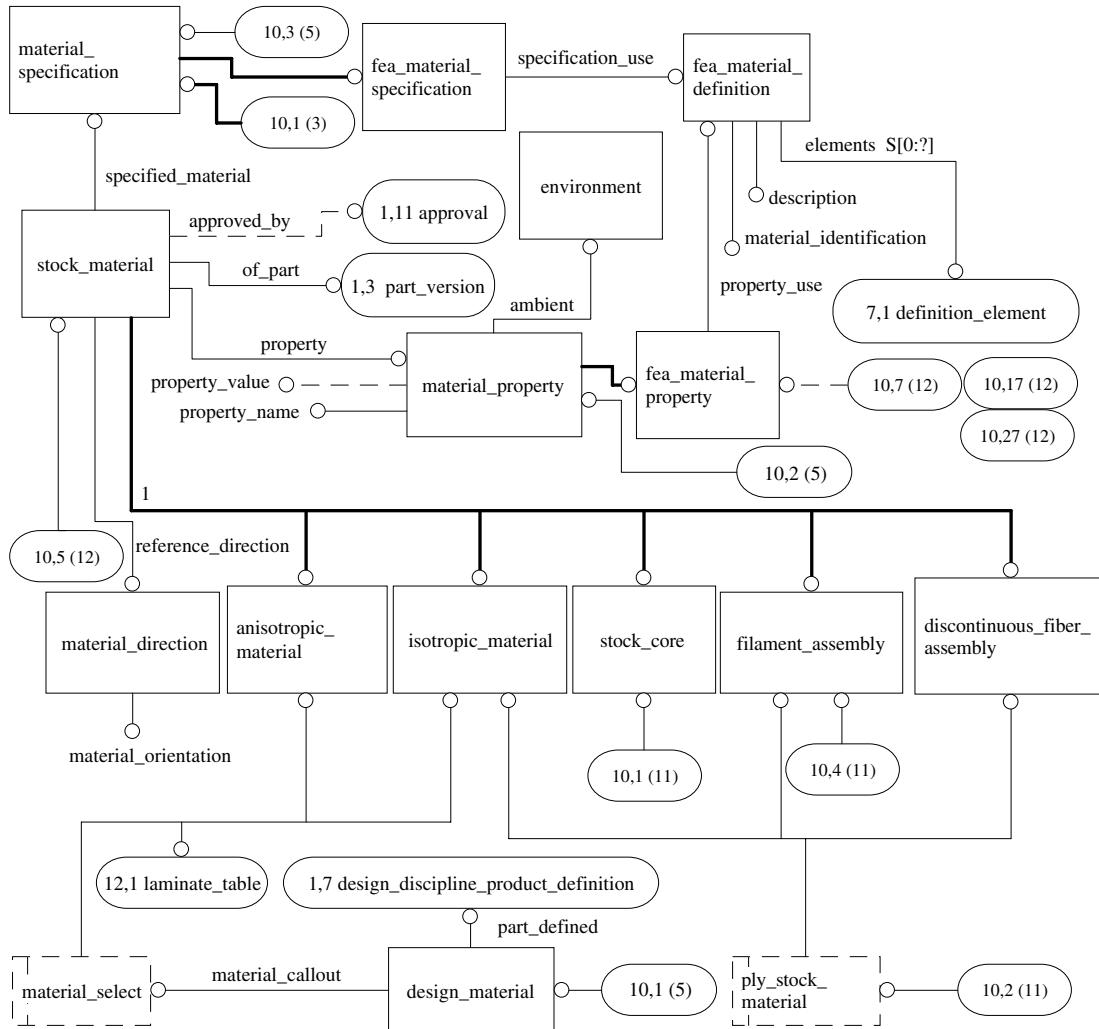 material_
specification
10,3 (5)
fea_material_
specification
specification_use
fea_material_
definition
10,1 (3)
elements  S[0:?]
specified_material
environment
description
approved_by
1,11 approval
material_identification
stock_material
of_part
1,3  part_version
property_use
7,1 definition_element
ambient
property
property_value
material_property
fea_material_
property
10,7 (12)
10,17 (12)
property_name
10,27 (12)
10,2 (5)
1
10,5 (12)
reference_direction
material_direction
anisotropic_
material
isotropic_material
stock_core
filament_assembly
discontinuous_fiber_
assembly
material_orientation
10,1 (11)
10,4 (11)
12,1 laminate_table
1,7 design_discipline_product_definition
part_defined
material_select
material_callout
design_material
10,1 (5)
ply_stock_
material
10,2 (11)